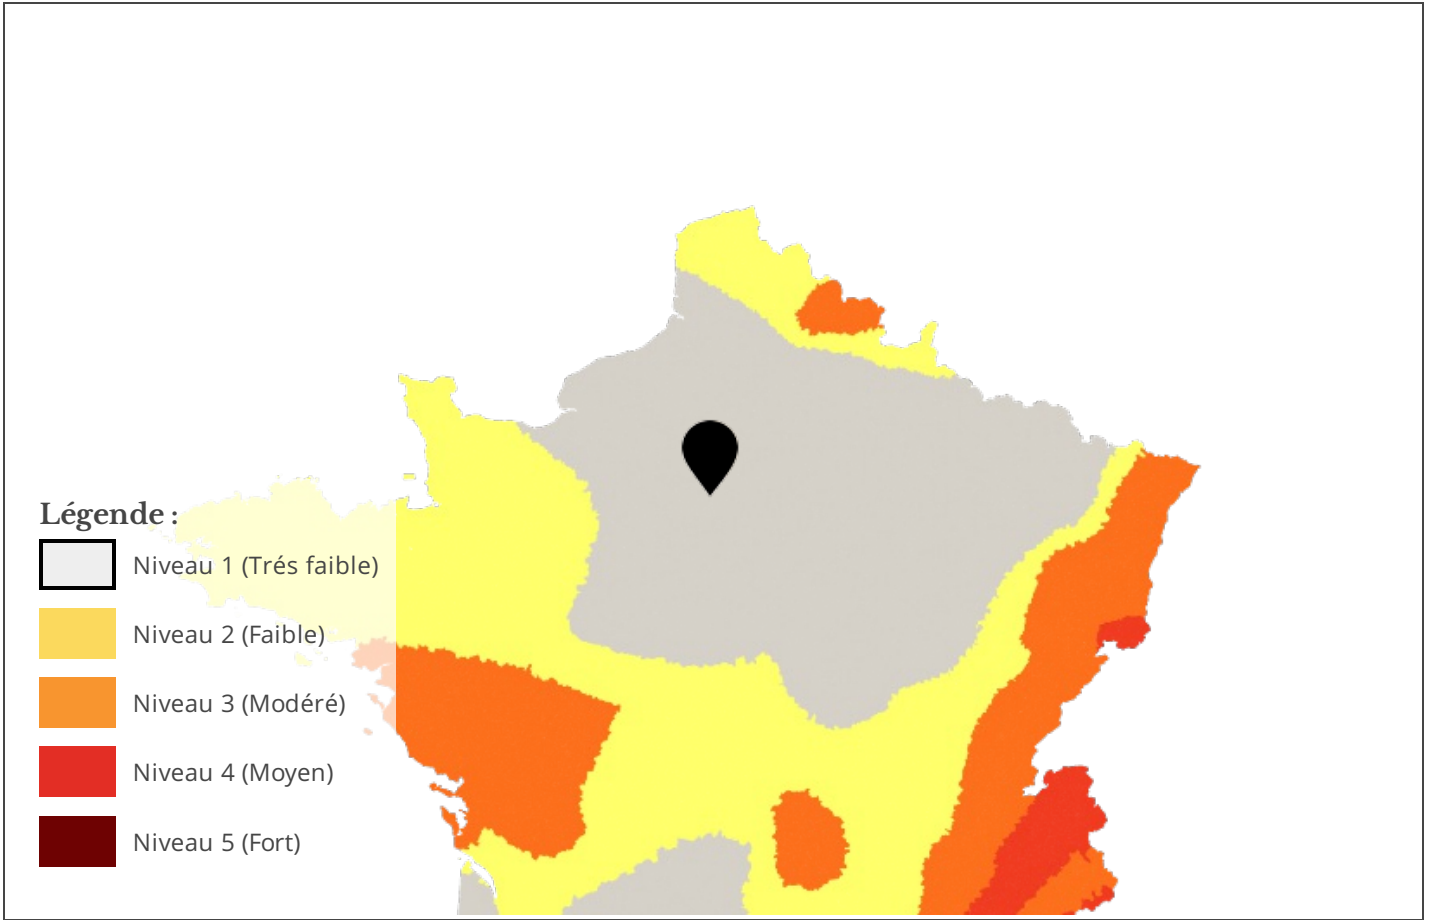 Légende :
Niveau 1 (Trés faible)
Niveau 2 (Faible)
Niveau 3 (Modéré)
Niveau 4 (Moyen)
Niveau 5 (Fort)